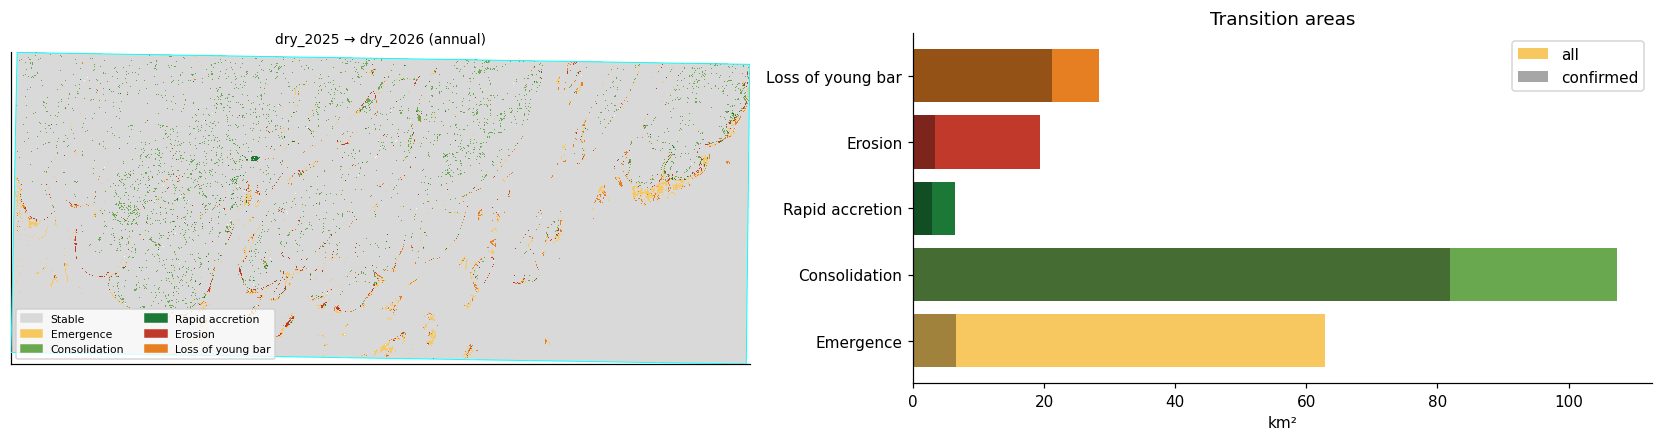 dry_2025 → dry_2026 (annual)
Stable
Emergence
Consolidation
Rapid accretion
Erosion
Loss of young bar
Transition areas
all
confirmed
Loss of young bar
Erosion
Rapid accretion
Consolidation
Emergence
0 20 40 60 80 100
km²